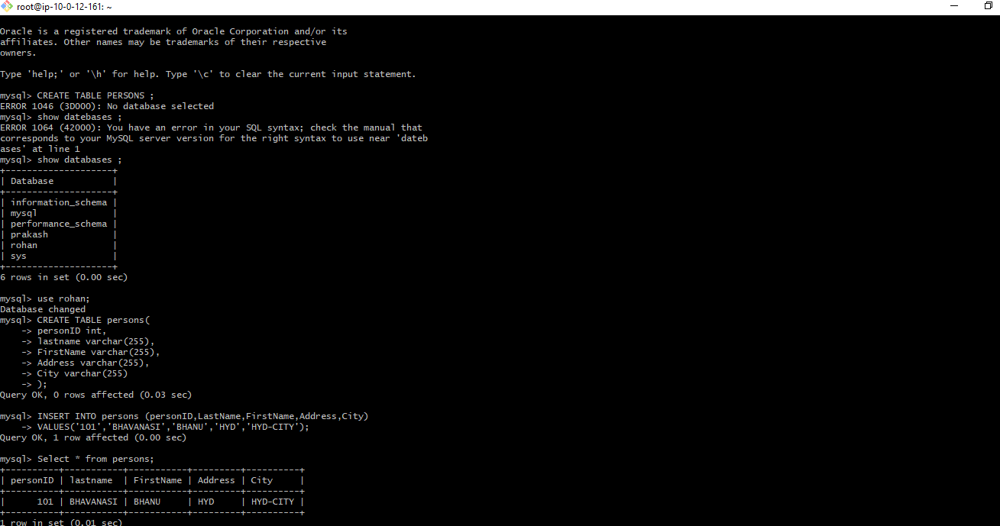 root@ip-10-0-12-161: ~
Oracle is a registered trademark of Oracle Corporation and/or its
affiliates. Other names may be trademarks of their respective
owners.
Type 'help;' or '\h' for help. Type '\c' to clear the current input statement.
mysql> CREATE TABLE PERSONS ;
ERROR 1046 (3D000): No database selected
mysql> show datebases ;
ERROR 1064 (42000): You have an error in your SQL syntax; check the manual that
corresponds to your MySQL server version for the right syntax to use near 'dateb
ases' at line 1
mysql> show databases ;
+--------------------+
| Database           |
+--------------------+
| information_schema |
| mysql              |
| performance_schema |
| prakash            |
| rohan              |
| sys                |
+--------------------+
6 rows in set (0.00 sec)
mysql> use rohan;
Database changed
mysql> CREATE TABLE persons(
    -> personID int,
    -> lastname varchar(255),
    -> FirstName varchar(255),
    -> Address varchar(255),
    -> City varchar(255)
    -> );
Query OK, 0 rows affected (0.03 sec)
mysql> INSERT INTO persons (personID,LastName,FirstName,Address,City)
    -> VALUES('101','BHAVANASI','BHANU','HYD','HYD-CITY');
Query OK, 1 row affected (0.00 sec)
mysql> Select * from persons;
+----------+-----------+-----------+---------+----------+
| personID | lastname  | FirstName | Address | City     |
+----------+-----------+-----------+---------+----------+
|      101 | BHAVANASI | BHANU     | HYD     | HYD-CITY |
+----------+-----------+-----------+---------+----------+
1 row in set (0.01 sec)